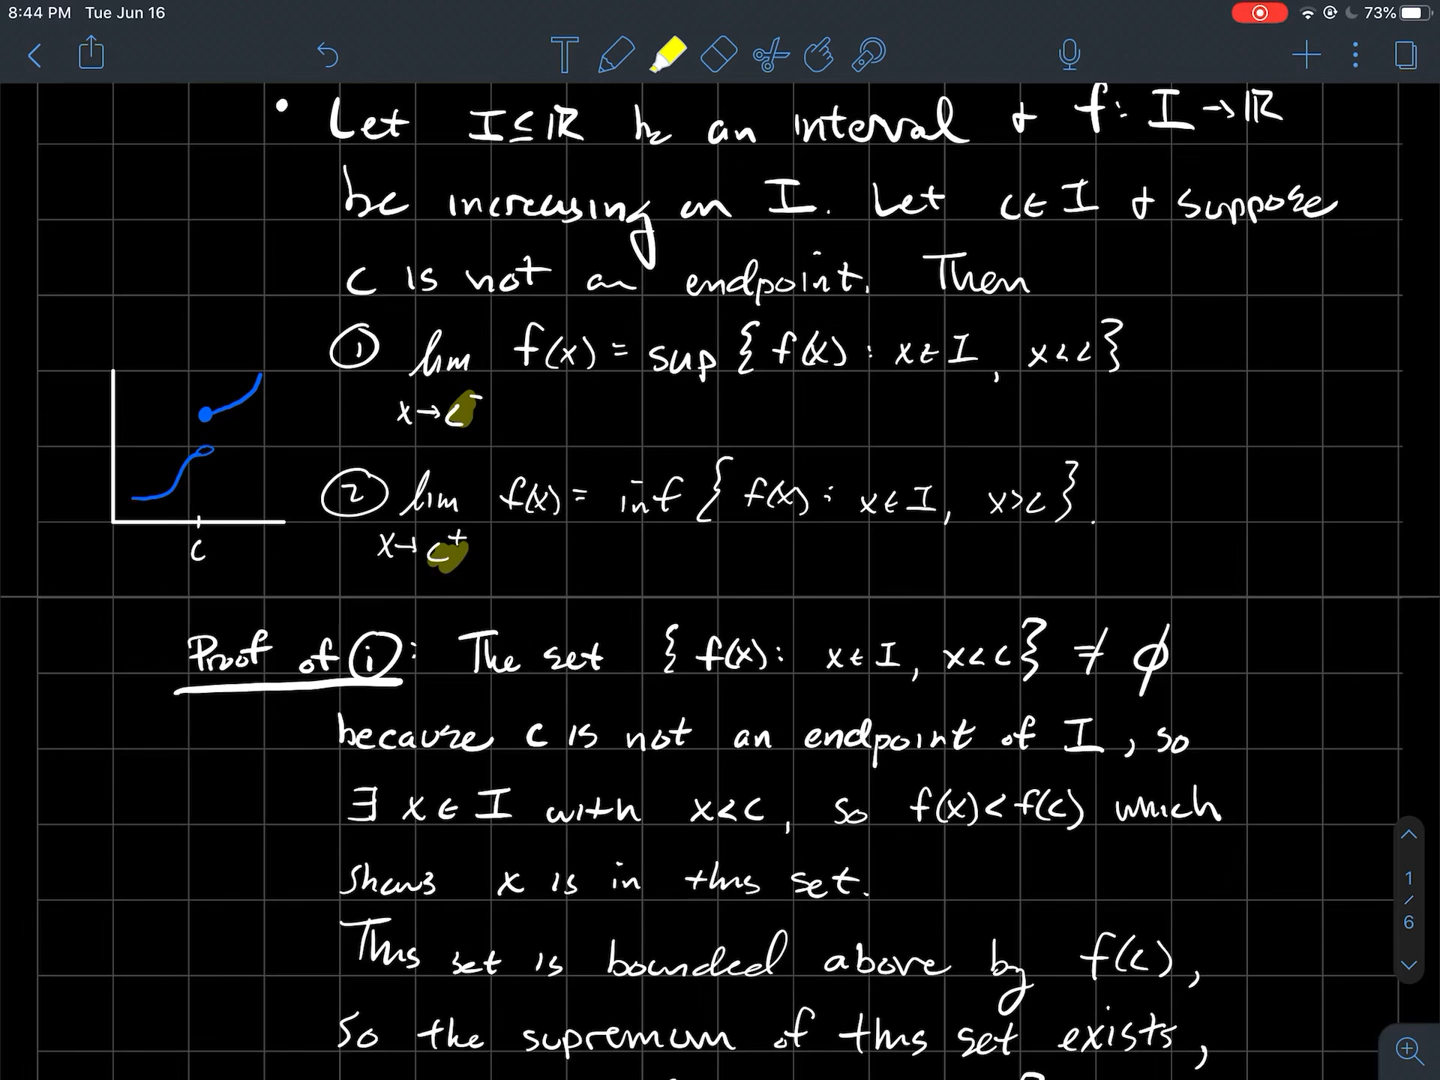 8:44 PM Tue Jun 16 73%
• Let I ⊆ ℝ be an interval & f: I → ℝ
be increasing on I. Let c ∈ I & suppose
c is not an endpoint. Then
① lim f(x) = sup { f(x) : x ∈ I, x < c }
x → c⁻
② lim f(x) = inf { f(x) : x ∈ I, x > c }.
x → c⁺
c
Proof of ①: The set { f(x) : x ∈ I, x < c } ≠ ∅
because c is not an endpoint of I, so
∃ x ∈ I with x < c, so f(x) < f(c) which
shows x is in this set.
This set is bounded above by f(c),
So the supremum of this set exists,
1
/
6